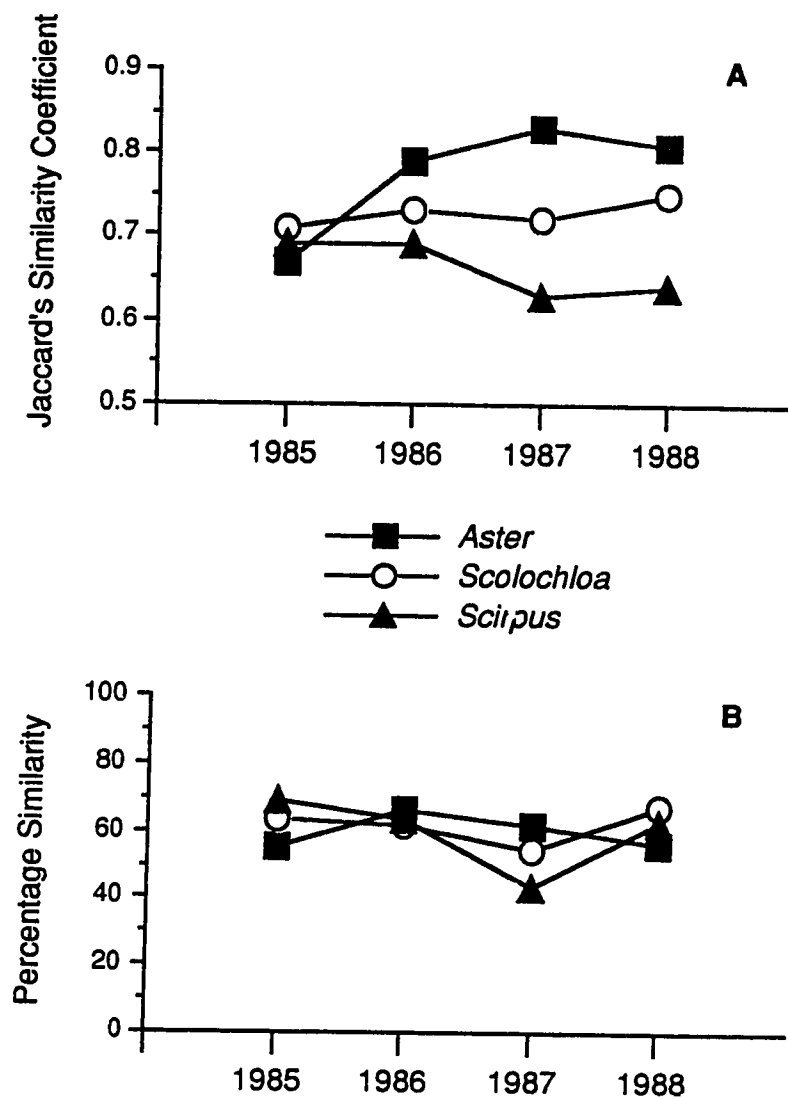 Jaccard's Similarity Coefficient
A
0.9
0.8
0.7
0.6
0.5
1985 1986 1987 1988
Aster
Scolochloa
Scirpus
Percentage Similarity
B
100
80
60
40
20
0
1985 1986 1987 1988